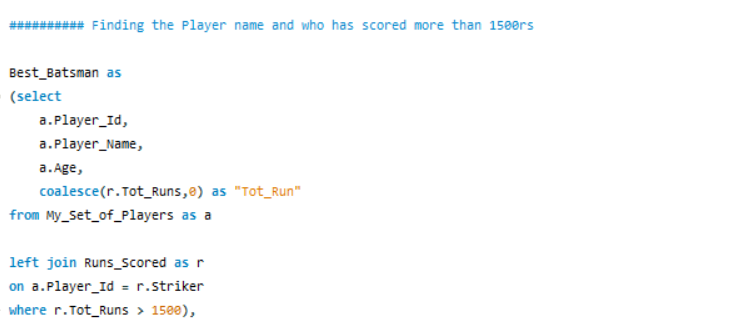 ########## Finding the Player name and who has scored more than 1500rs
Best_Batsman as
(select
a.Player_Id,
a.Player_Name,
a.Age,
coalesce(r.Tot_Runs,0) as "Tot_Run"
from My_Set_of_Players as a
left join Runs_Scored as r
on a.Player_Id = r.Striker
where r.Tot_Runs > 1500),